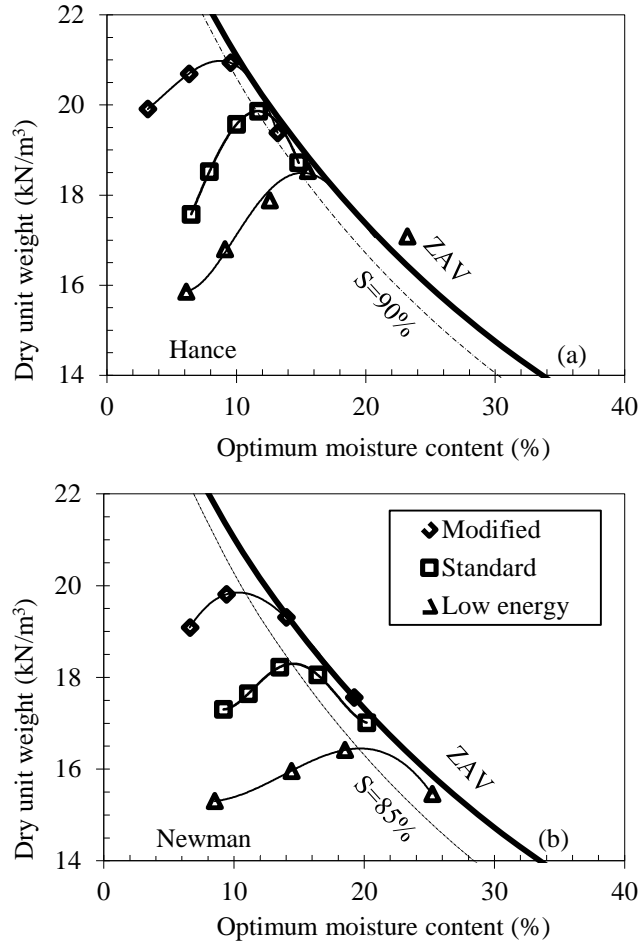 22
20
18
16
14
Dry unit weight (kN/m³)
ZAV
S=90%
Hance
(a)
0
10
20
30
40
Optimum moisture content (%)
22
20
18
16
14
Dry unit weight (kN/m³)
Modified
Standard
Low energy
ZAV
S=85%
Newman
(b)
0
10
20
30
40
Optimum moisture content (%)